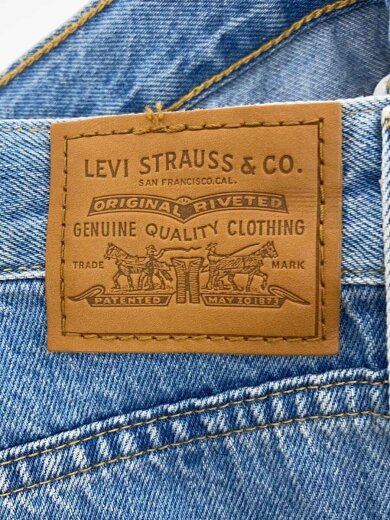 LEVI STRAUSS & CO.
SAN FRANCISCO, CAL.
ORIGINAL RIVETED
GENUINE QUALITY CLOTHING
TRADE MARK
PATENTED MAY 20 1873